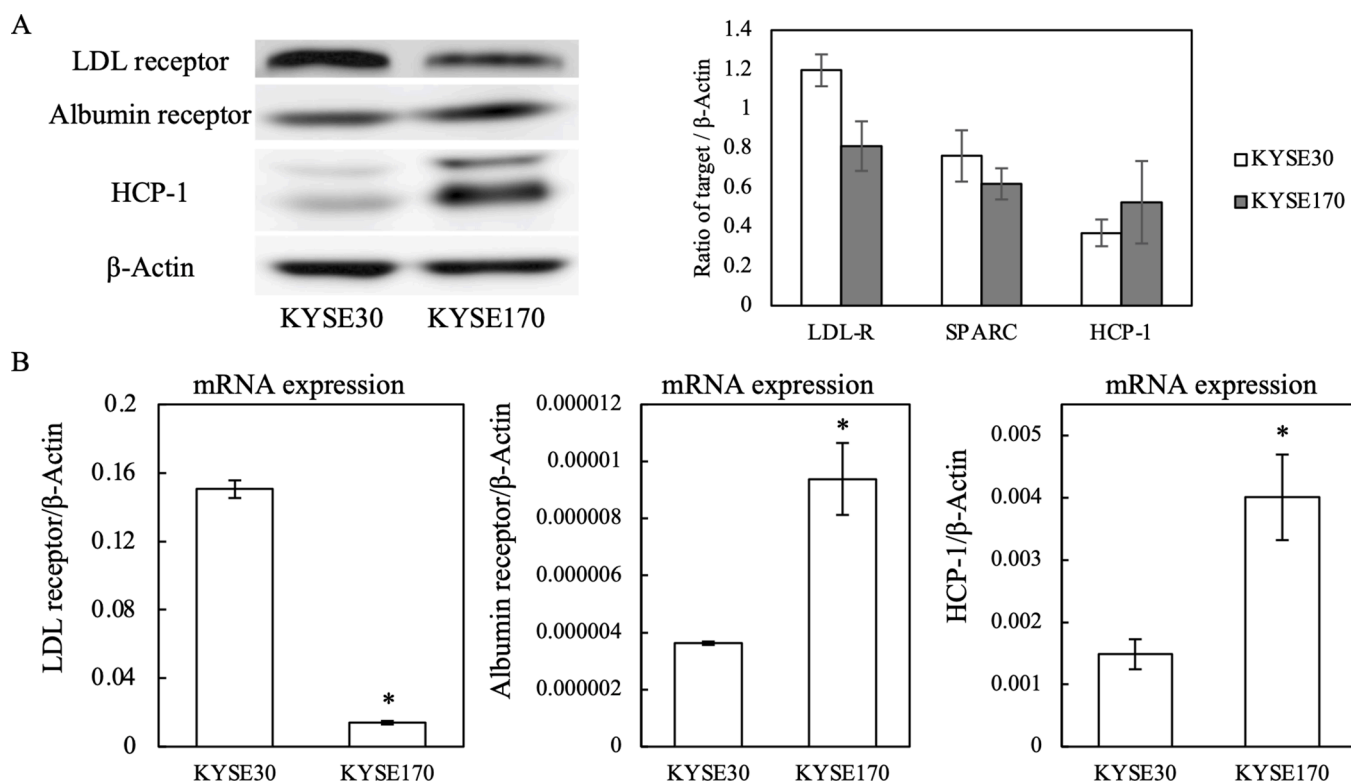 A
LDL receptor
Albumin receptor
HCP-1
β-Actin
KYSE30 KYSE170
Ratio of target / β-Actin
1.4
1.2
1
0.8
0.6
0.4
0.2
0
LDL-R SPARC HCP-1
KYSE30
KYSE170
B
mRNA expression
LDL receptor/β-Actin
0.2
0.16
0.12
0.08
0.04
0
*
KYSE30 KYSE170
mRNA expression
Albumin receptor/β-Actin
0.000012
0.00001
0.000008
0.000006
0.000004
0.000002
0
*
KYSE30 KYSE170
mRNA expression
HCP-1/β-Actin
0.005
0.004
0.003
0.002
0.001
0
*
KYSE30 KYSE170